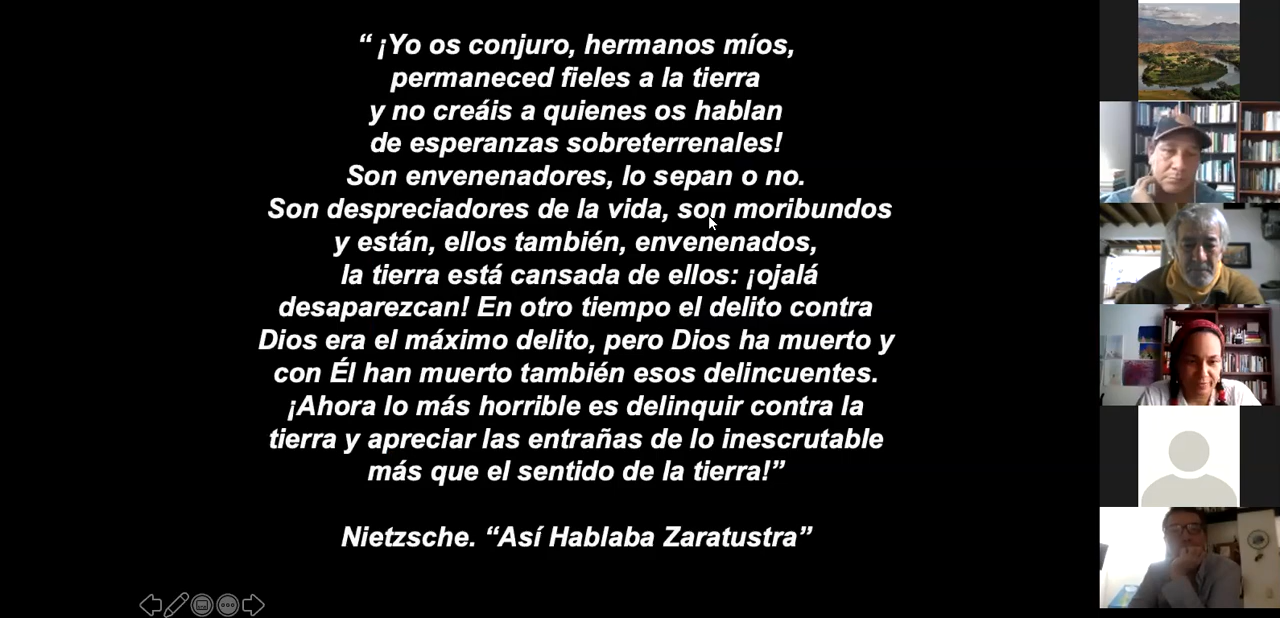 “ ¡Yo os conjuro, hermanos míos,
permaneced fieles a la tierra
y no creáis a quienes os hablan
de esperanzas sobreterrenales!
Son envenenadores, lo sepan o no.
Son despreciadores de la vida, son moribundos
y están, ellos también, envenenados,
la tierra está cansada de ellos: ¡ojalá
desaparezcan! En otro tiempo el delito contra
Dios era el máximo delito, pero Dios ha muerto y
con Él han muerto también esos delincuentes.
¡Ahora lo más horrible es delinquir contra la
tierra y apreciar las entrañas de lo inescrutable
más que el sentido de la tierra!”
Nietzsche. “Así Hablaba Zaratustra”